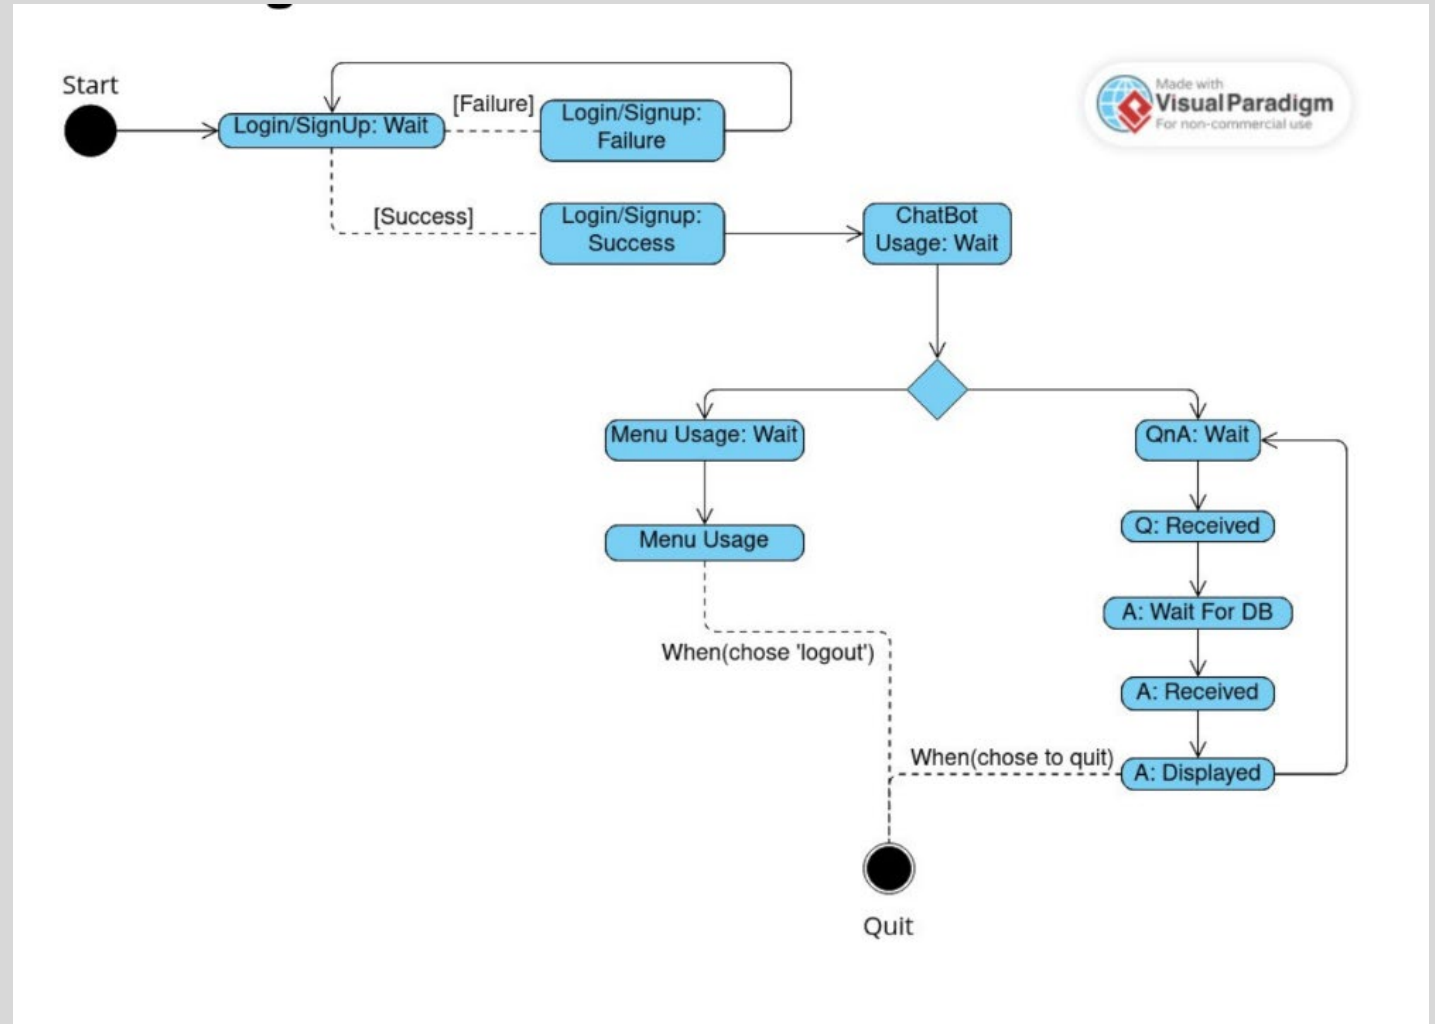 Start
Made with
Visual Paradigm
For non-commercial use
[Failure]
Login/SignUp: Wait
Login/Signup:
Failure
[Success]
Login/Signup:
Success
ChatBot
Usage: Wait
Menu Usage: Wait
QnA: Wait
Menu Usage
Q: Received
A: Wait For DB
When(chose 'logout')
A: Received
When(chose to quit)
A: Displayed
Quit